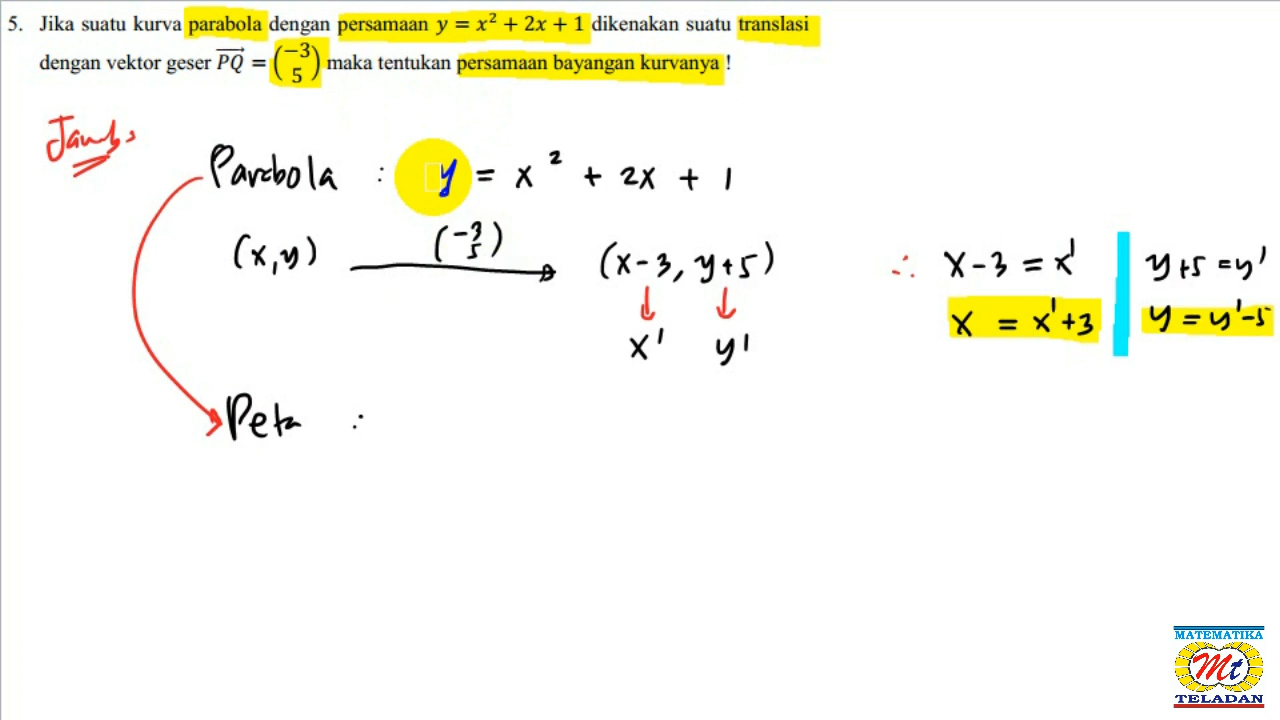 5. Jika suatu kurva parabola dengan persamaan y = x² + 2x + 1 dikenakan suatu translasi
dengan vektor geser PQ⃗ = (−3 5) maka tentukan persamaan bayangan kurvanya !
Jawab :
Parabola : y = x² + 2x + 1
(x,y) (−3 5) (x−3, y+5)
x' y'
∴ x−3 = x' y+5 = y'
x = x'+3 y = y'−5
Peta :
MATEMATIKA
Mt
TELADAN